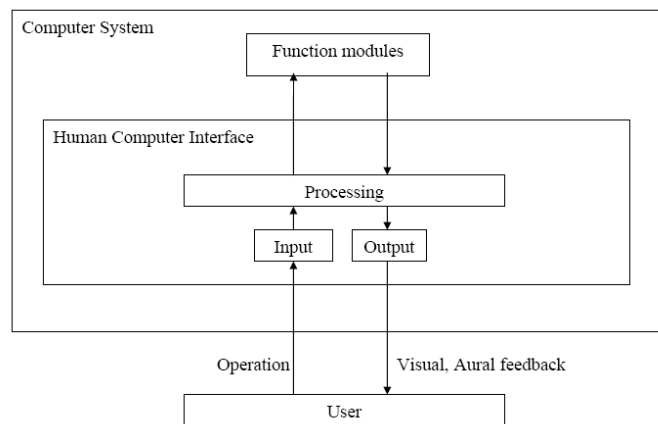 Computer System
Function modules
Human Computer Interface
Processing
Input
Output
Operation
Visual, Aural feedback
User